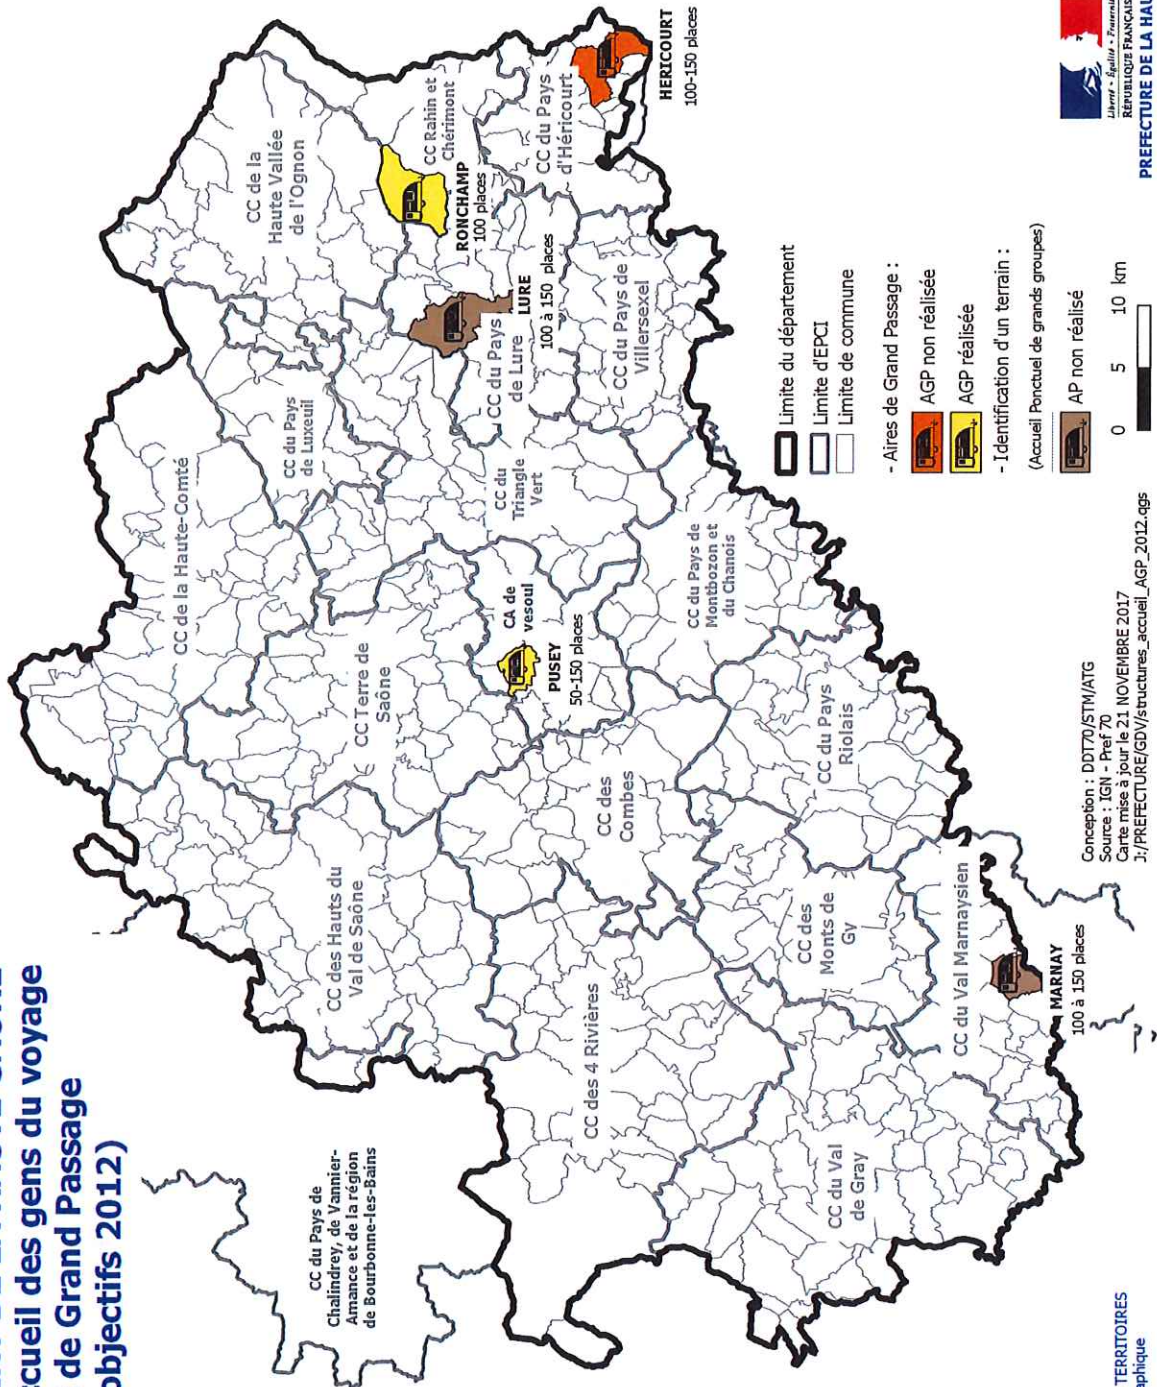 cueil des gens du voyage
de Grand Passage
objectifs 2012)
CC du Pays de
Chalindrey, de Vannier-
Amance et de la région
de Bourbonne-les-Bains
CC de la Haute-Comté
CC de la
Haute Vallée
de l'Ognon
CC des Hauts du
Val de Saône
CC Terre de
Saône
CC du Pays
de Luxeuil
CC Rahin et
Chérimont
RONCHAMP
100 places
CC du Pays
d'Héricourt
HERICOURT
100-150 places
CC du Pays
de Lure
LURE
100 à 150 places
CC du
Triangle
Vert
CA de
vesoul
PUSEY
50-150 places
CC du Pays de
Villersexel
CC des 4 Rivières
CC des
Combes
CC du Pays de
Montbozon et
du Chanois
CC du Pays
Riolais
CC des
Monts de
Gy
CC du Val
de Gray
CC du Val Marnaysien
MARNAY
100 à 150 places
Limite du département
Limite d'EPCI
Limite de commune
- Aires de Grand Passage :
AGP non réalisée
AGP réalisée
- Identification d'un terrain :
(Accueil Ponctuel de grands groupes)
AP non réalisé
0 5 10 km
Conception : DDT70/STM/ATG
Source : IGN - Pref 70
Carte mise à jour le 21 NOVEMBRE 2017
J:/PREFECTURE/GDV/structures_accueil_AGP_2012.qgs
Liberté • Égalité • Fraternité
RÉPUBLIQUE FRANÇAISE
PREFECTURE DE LA HAU
TERRITOIRES
aphique